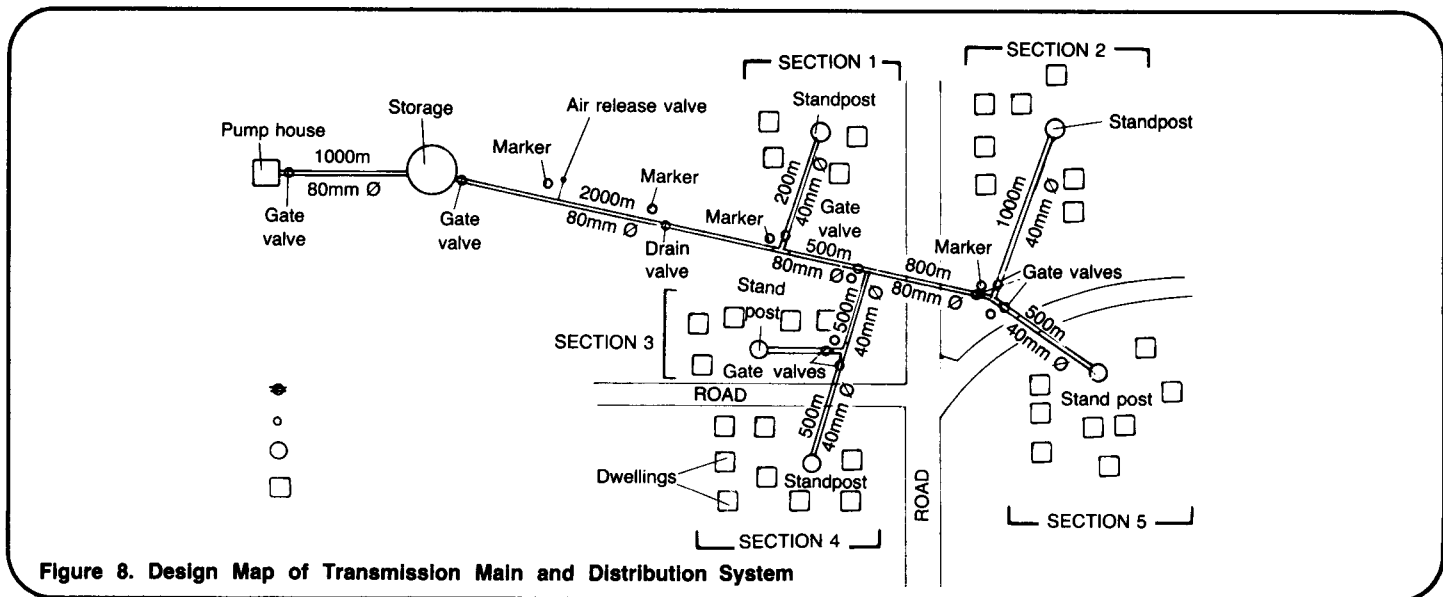 SECTION 1
SECTION 2
Storage
Air release valve
Standpost
Standpost
Pump house
1000m
80mm Ø
Marker
Marker
Gate
valve
Gate
valve
2000m
80mm Ø
Drain
valve
Marker
200m
40mm Ø
Gate
valve
500m
80mm Ø
800m
80mm Ø
Marker
1000m
40mm Ø
Gate valves
500m
40mm Ø
Stand
post
500m
40mm Ø
SECTION 3
Gate valves
ROAD
500m
40mm Ø
Stand post
Dwellings
Standpost
ROAD
SECTION 4
SECTION 5
Figure 8. Design Map of Transmission Main and Distribution System